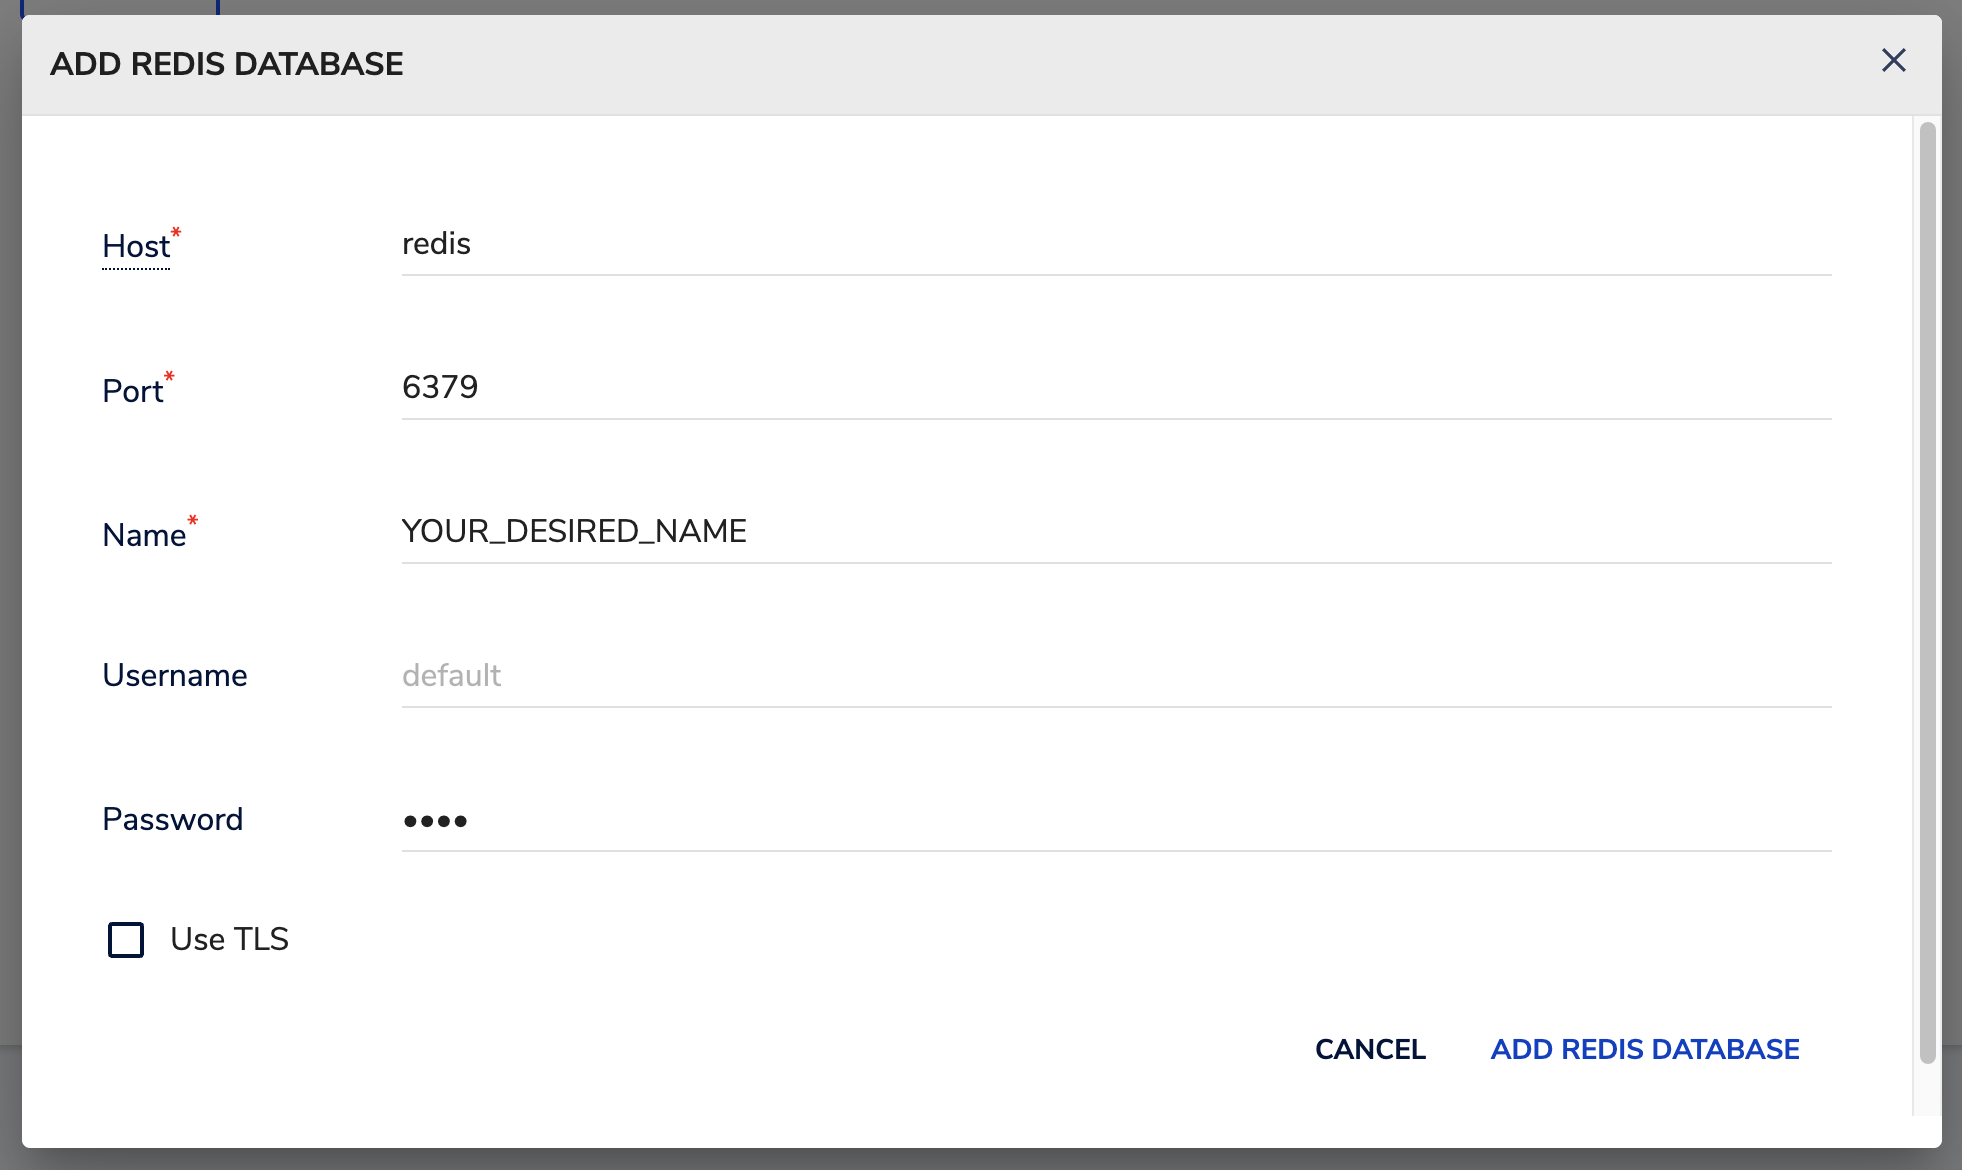 ADD REDIS DATABASE
Host*
redis
Port*
6379
Name*
YOUR_DESIRED_NAME
Username
default
Password
••••
Use TLS
CANCEL
ADD REDIS DATABASE